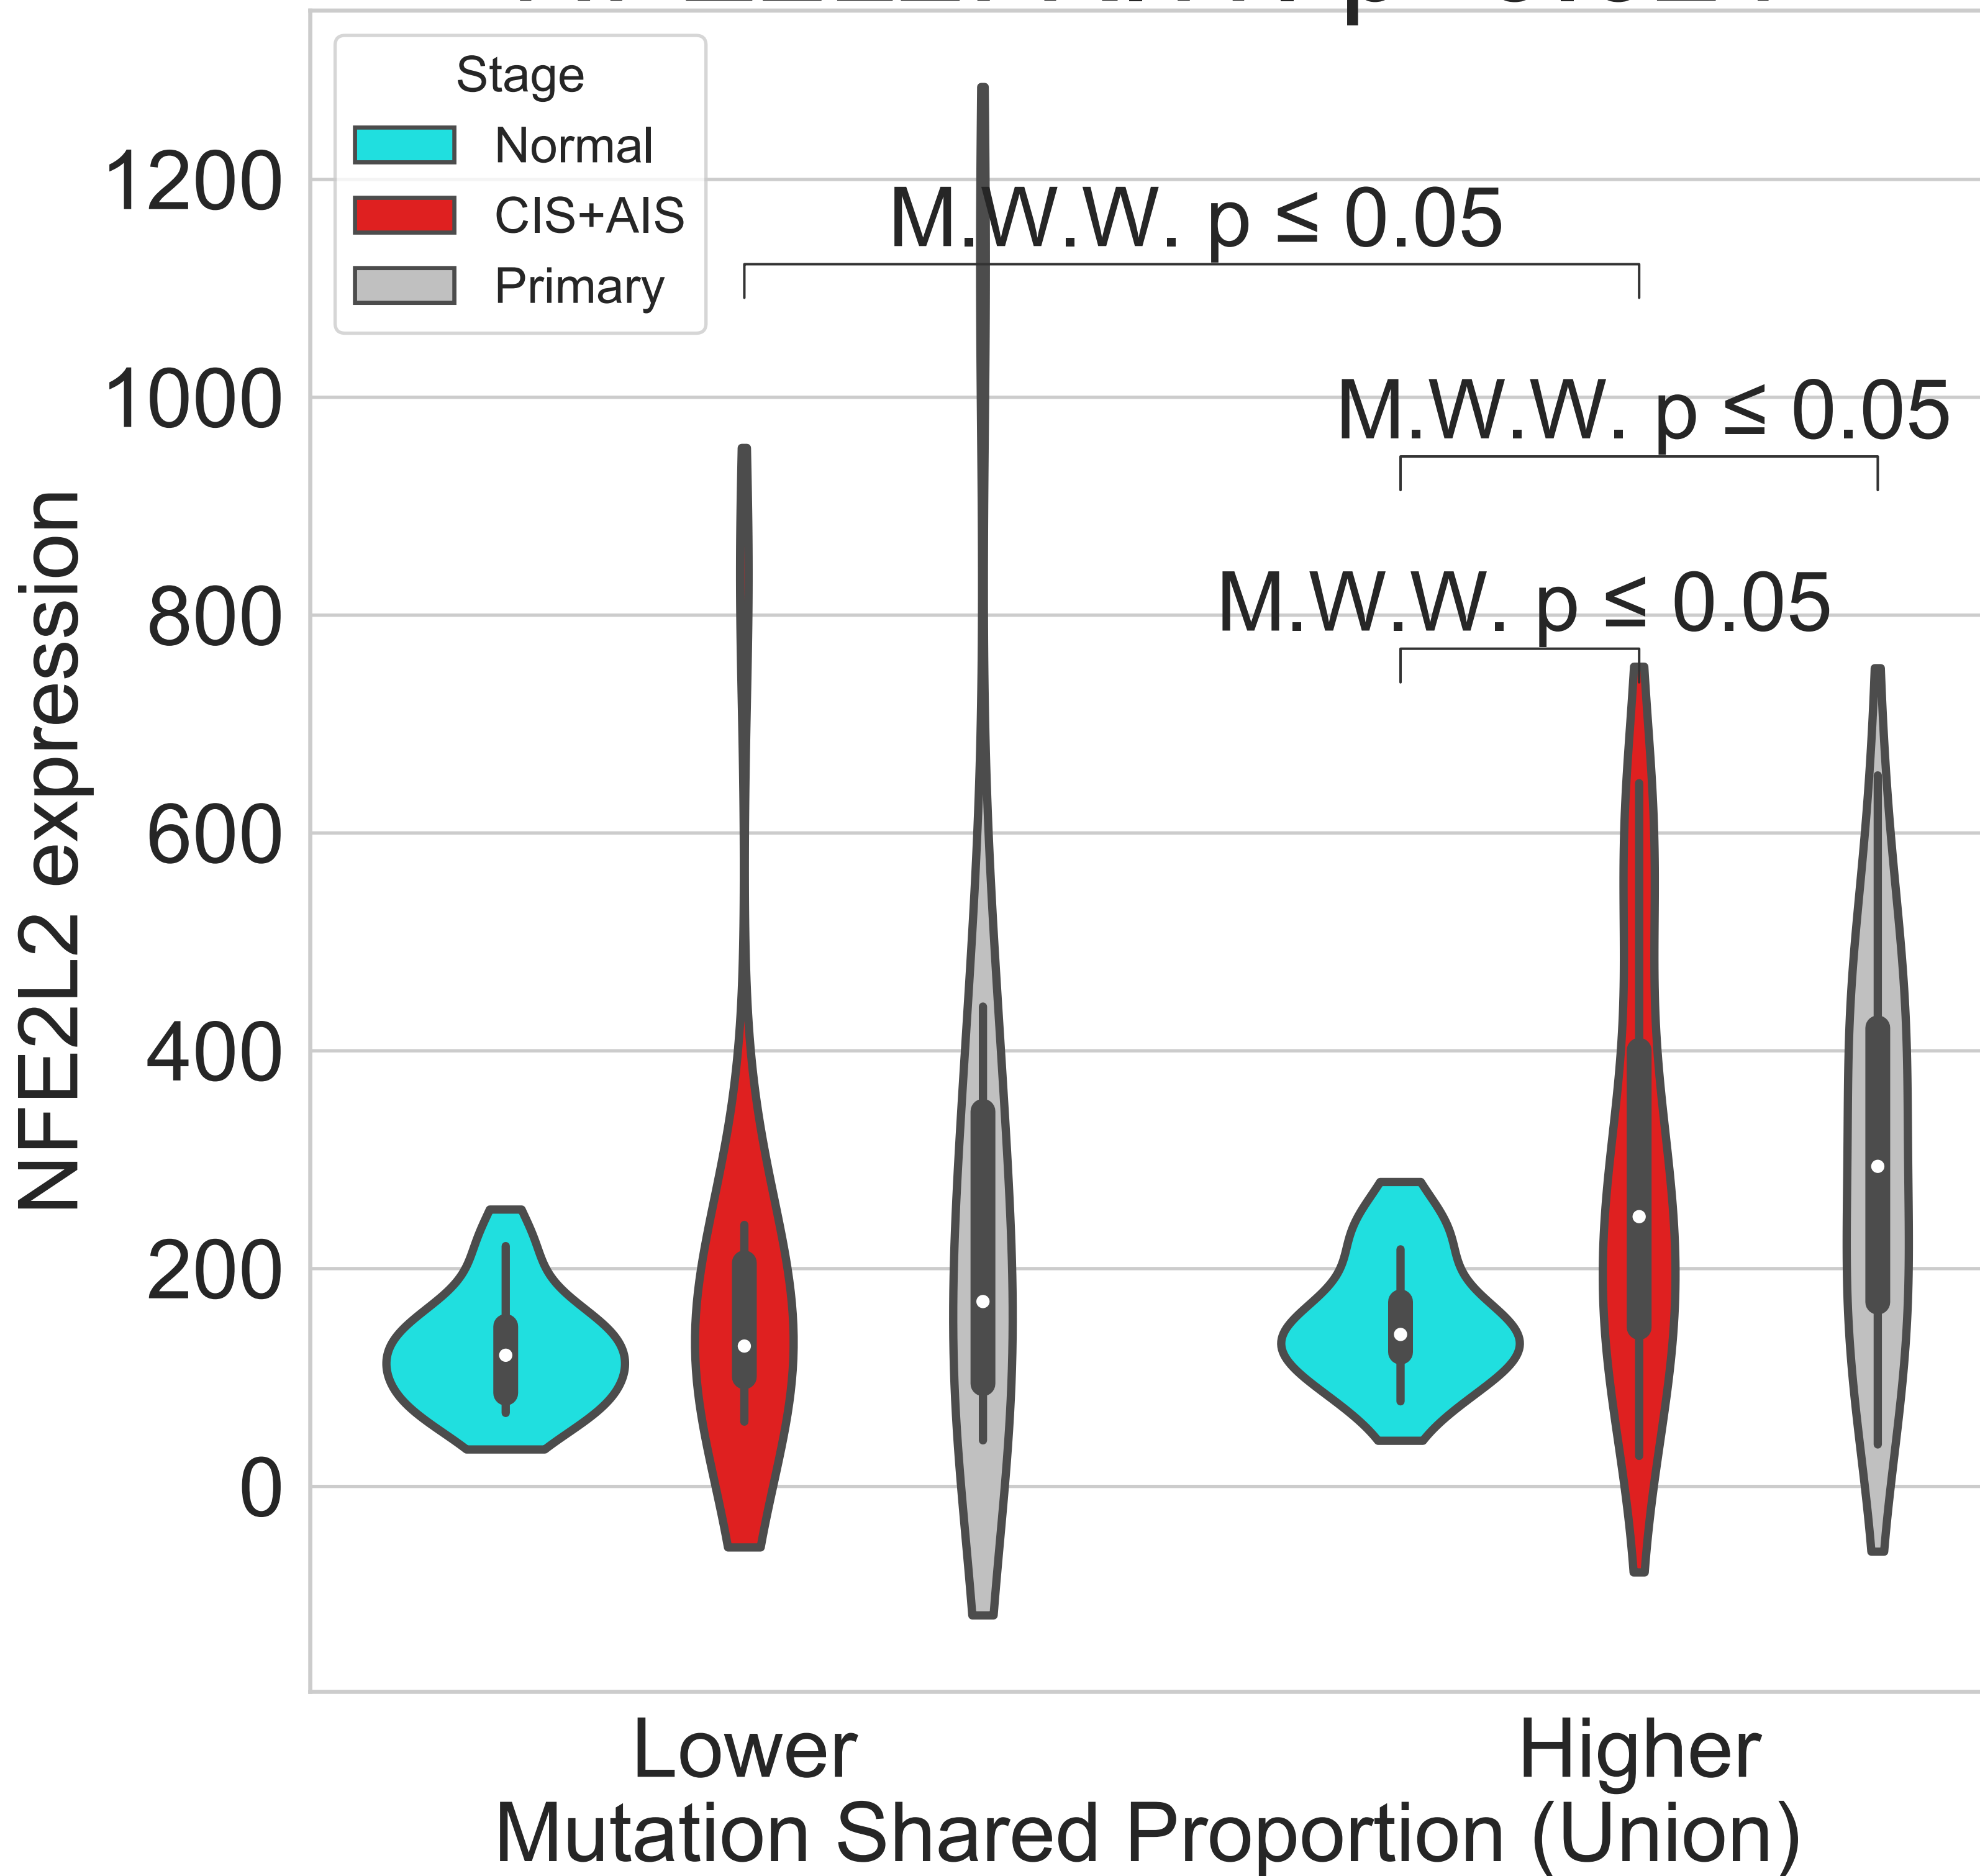 Stage
Normal
CIS+AIS
Primary
1200
1000
800
600
400
200
0
NFE2L2 expression
M.W.W. p ≤ 0.05
M.W.W. p ≤ 0.05
M.W.W. p ≤ 0.05
Lower
Higher
Mutation Shared Proportion (Union)